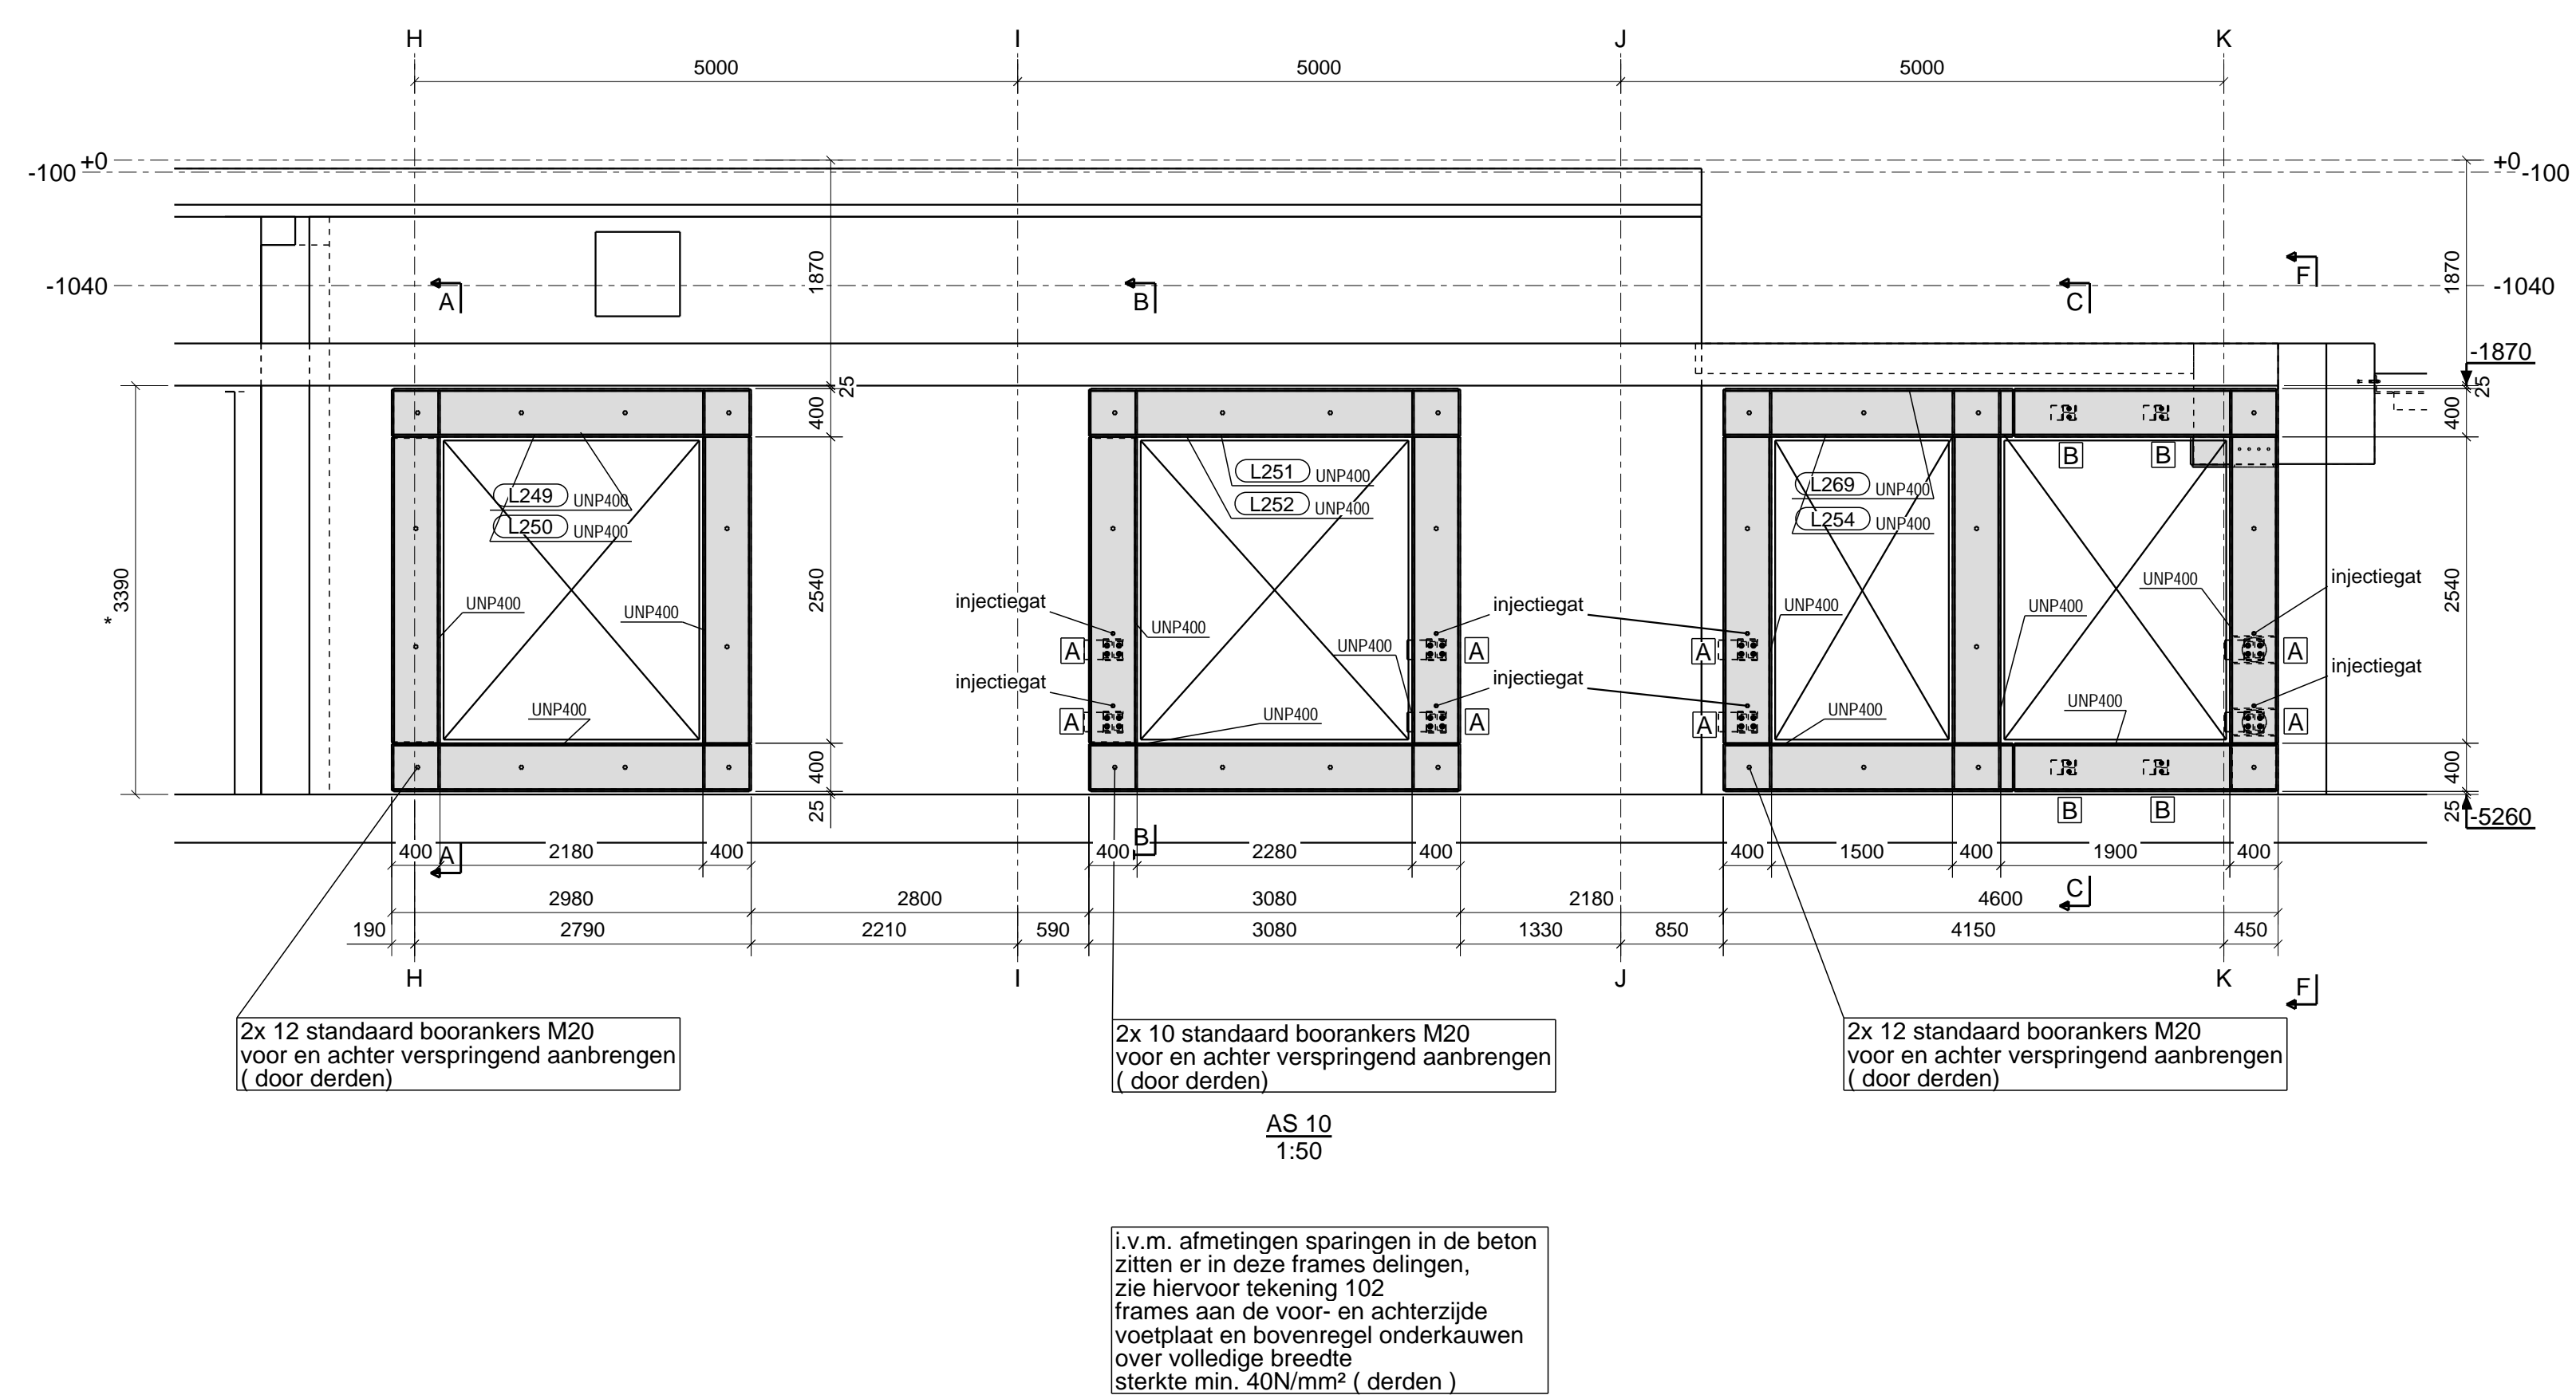 H
I
J
K
5000
5000
5000
+0
-100
+0
-100
-1040
-1040
A
B
C
F
1870
1870
-1870
25
25
400
400
L249 UNP400
L250 UNP400
L251 UNP400
L252 UNP400
L269 UNP400
L254 UNP400
B
B
* 3390
2540
2540
UNP400
UNP400
UNP400
UNP400
UNP400
UNP400
UNP400
injectiegat
injectiegat
injectiegat
A
A
A
A
injectiegat
injectiegat
injectiegat
A
A
A
A
UNP400
UNP400
UNP400
UNP400
400
400
25
25
B
B
-5260
A
B
400
2180
400
400
2280
400
400
1500
400
1900
400
C
2980
2800
3080
2180
4600
190
2790
2210
590
3080
1330
850
4150
450
H
I
J
K
F
2x 12 standaard boorankers M20
voor en achter verspringend aanbrengen
( door derden)
2x 10 standaard boorankers M20
voor en achter verspringend aanbrengen
( door derden)
2x 12 standaard boorankers M20
voor en achter verspringend aanbrengen
( door derden)
AS 10
1:50
i.v.m. afmetingen sparingen in de beton
zitten er in deze frames delingen,
zie hiervoor tekening 102
frames aan de voor- en achterzijde
voetplaat en bovenregel onderkauwen
over volledige breedte
sterkte min. 40N/mm² ( derden )